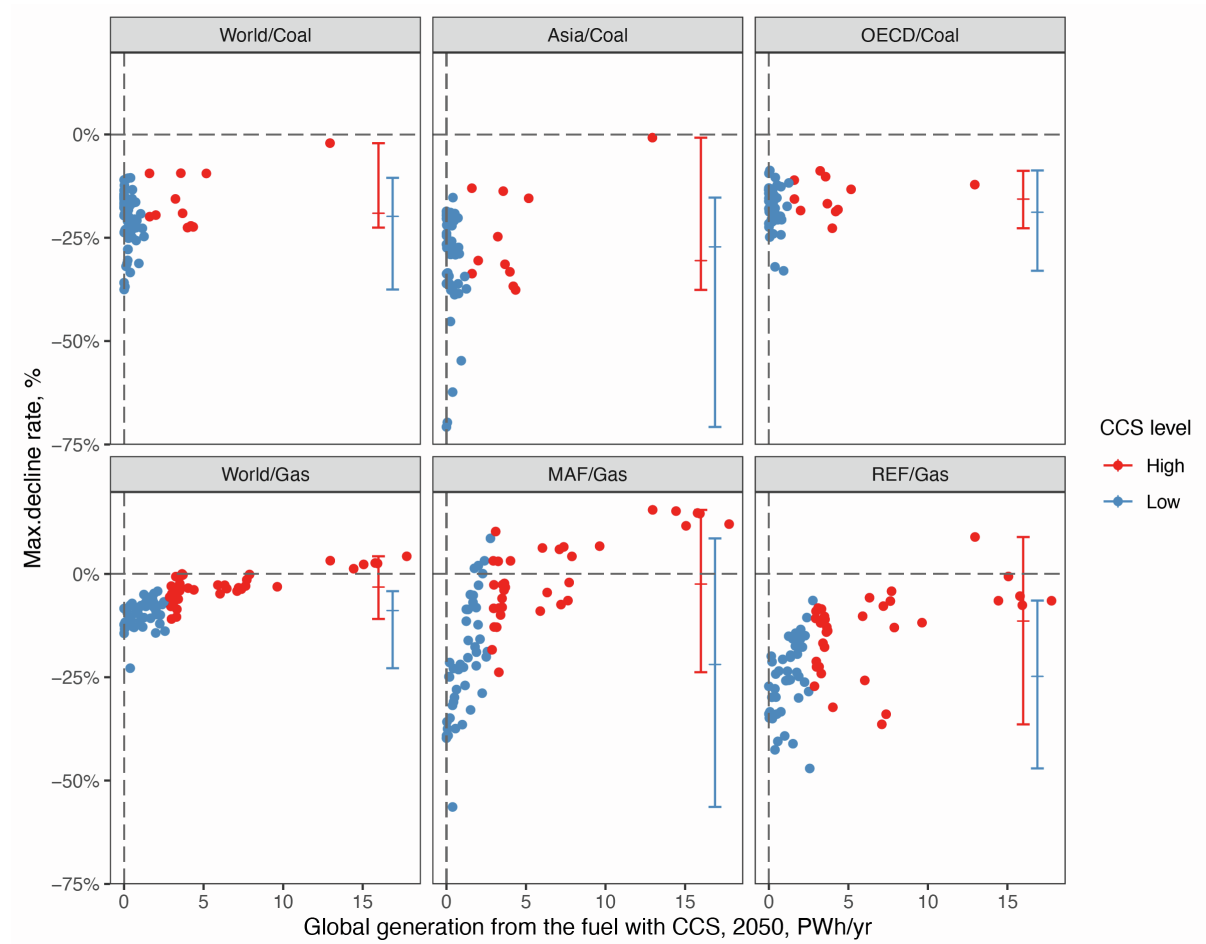 World/Coal
Asia/Coal
OECD/Coal
0%
−25%
−50%
−75%
Max.decline rate, %
World/Gas
MAF/Gas
REF/Gas
0%
−25%
−50%
−75%
0 5 10 15
0 5 10 15
0 5 10 15
Global generation from the fuel with CCS, 2050, PWh/yr
CCS level
High
Low